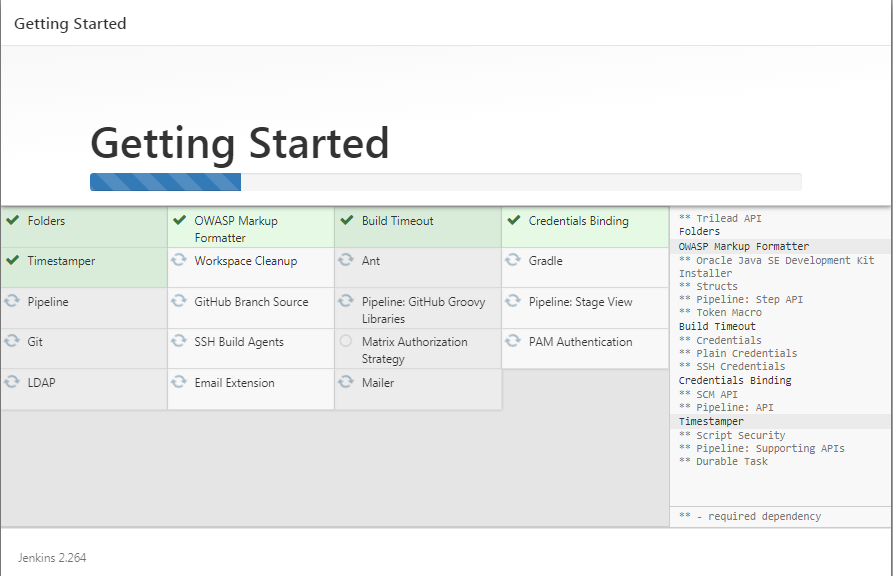 Getting Started
Getting Started
Folders
OWASP Markup
Formatter
Build Timeout
Credentials Binding
Timestamper
Workspace Cleanup
Ant
Gradle
Pipeline
GitHub Branch Source
Pipeline: GitHub Groovy
Libraries
Pipeline: Stage View
Git
SSH Build Agents
Matrix Authorization
Strategy
PAM Authentication
LDAP
Email Extension
Mailer
** Trilead API
Folders
OWASP Markup Formatter
** Oracle Java SE Development Kit
Installer
** Structs
** Pipeline: Step API
** Token Macro
Build Timeout
** Credentials
** Plain Credentials
** SSH Credentials
Credentials Binding
** SCM API
** Pipeline: API
Timestamper
** Script Security
** Pipeline: Supporting APIs
** Durable Task
** - required dependency
Jenkins 2.264